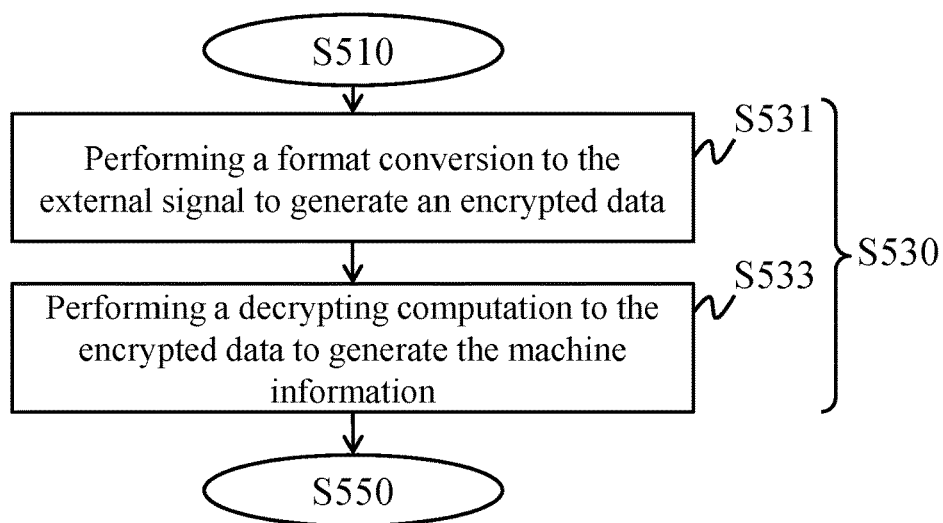 S510
S531
Performing a format conversion to the
external signal to generate an encrypted data
S530
S533
Performing a decrypting computation to the
encrypted data to generate the machine
information
S550